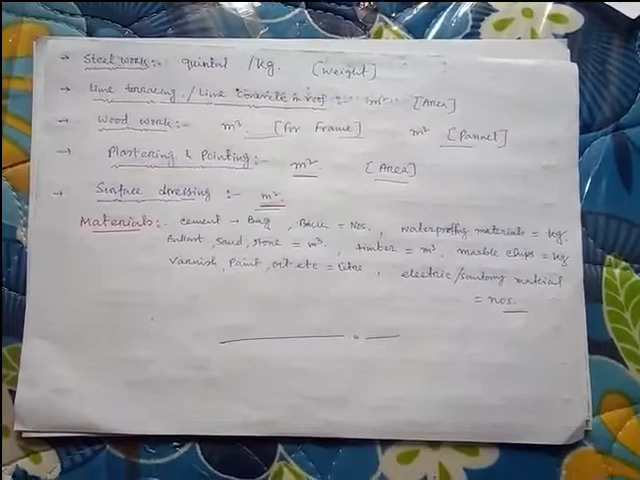 → Steel work:- quintal /kg. [Weight]
→ Lime terracing / Lime concrete in roof :- m² [Area]
→ Wood work:- m³ [For Frame] m² [Pannel]
→ Plastering & Pointing:- m² [Area]
→ Surface dressing :- m².
Materials:- cement → Bag, Brick = Nos., waterproofing materials = kg.
Ballast, Sand, Stone = m³, timber = m³, marble chips = kg
Varnish, Paint, oil etc = litre, electric/sanitary material
= nos.